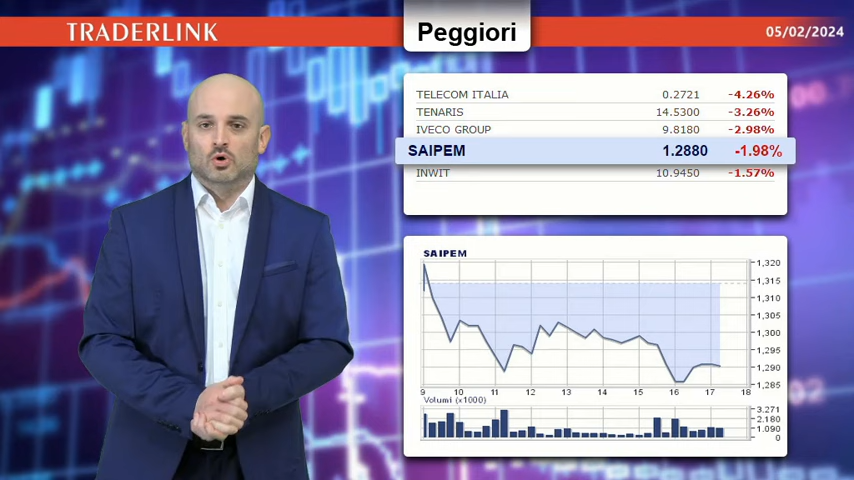 TRADERLINK
Peggiori
05/02/2024
TELECOM ITALIA 0.2721 -4.26%
TENARIS 14.5300 -3.26%
IVECO GROUP 9.8180 -2.98%
SAIPEM 1.2880 -1.98%
INWIT 10.9450 -1.57%
SAIPEM
1,320
1,315
1,310
1,305
1,300
1,295
1,290
1,285
9 10 11 12 13 14 15 16 17 18
Volumi (x1000)
3.271
2.180
1.090
0